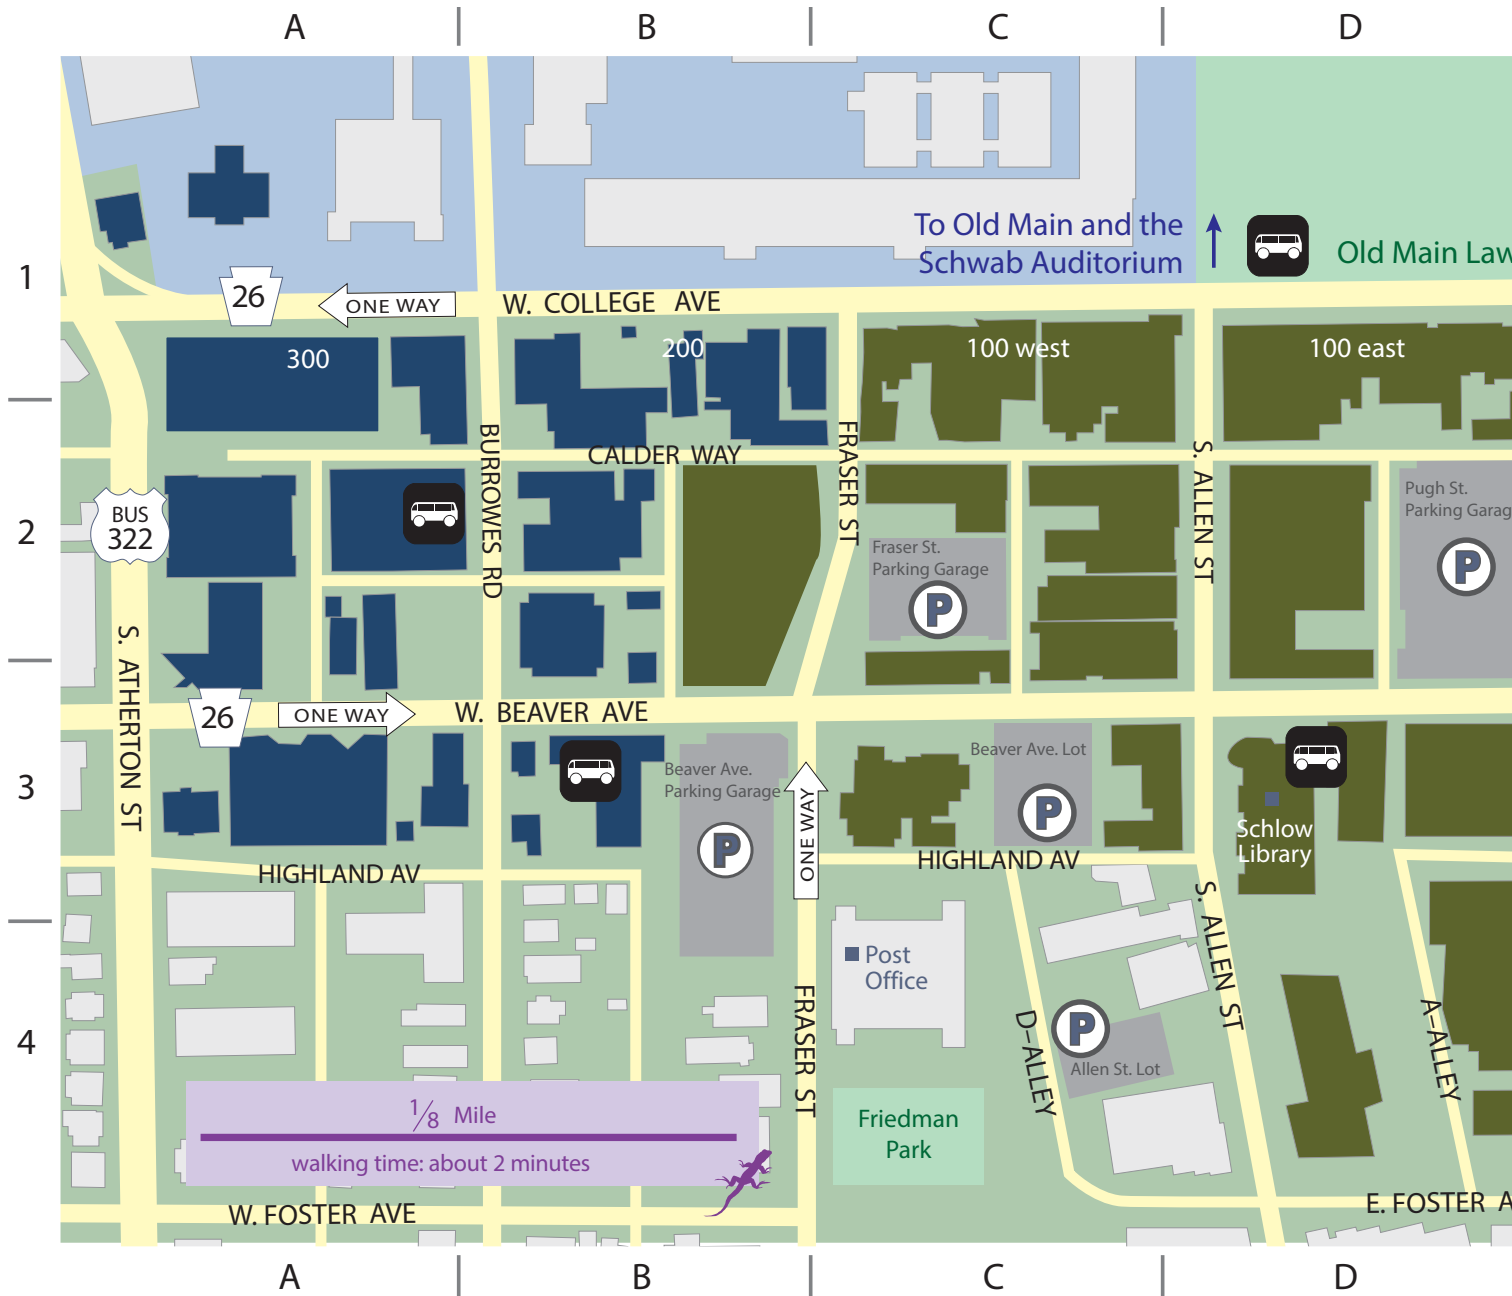 A
B
C
D
To Old Main and the
Schwab Auditorium
Old Main Law
1
26
ONE WAY
W. COLLEGE AVE
300
200
100 west
100 east
CALDER WAY
BURROWES RD
FRASER ST
S. ALLEN ST
2
BUS
322
Pugh St.
Parking Garag
P
Fraser St.
Parking Garage
P
S. ATHERTON ST
26
ONE WAY
W. BEAVER AVE
3
Beaver Ave.
Parking Garage
P
ONE WAY
Beaver Ave. Lot
P
Schlow
Library
HIGHLAND AV
HIGHLAND AV
S. ALLEN ST
Post
Office
4
FRASER ST
D-ALLEY
P
Allen St. Lot
A-ALLEY
1/8 Mile
walking time: about 2 minutes
Friedman
Park
W. FOSTER AVE
E. FOSTER A
A
B
C
D